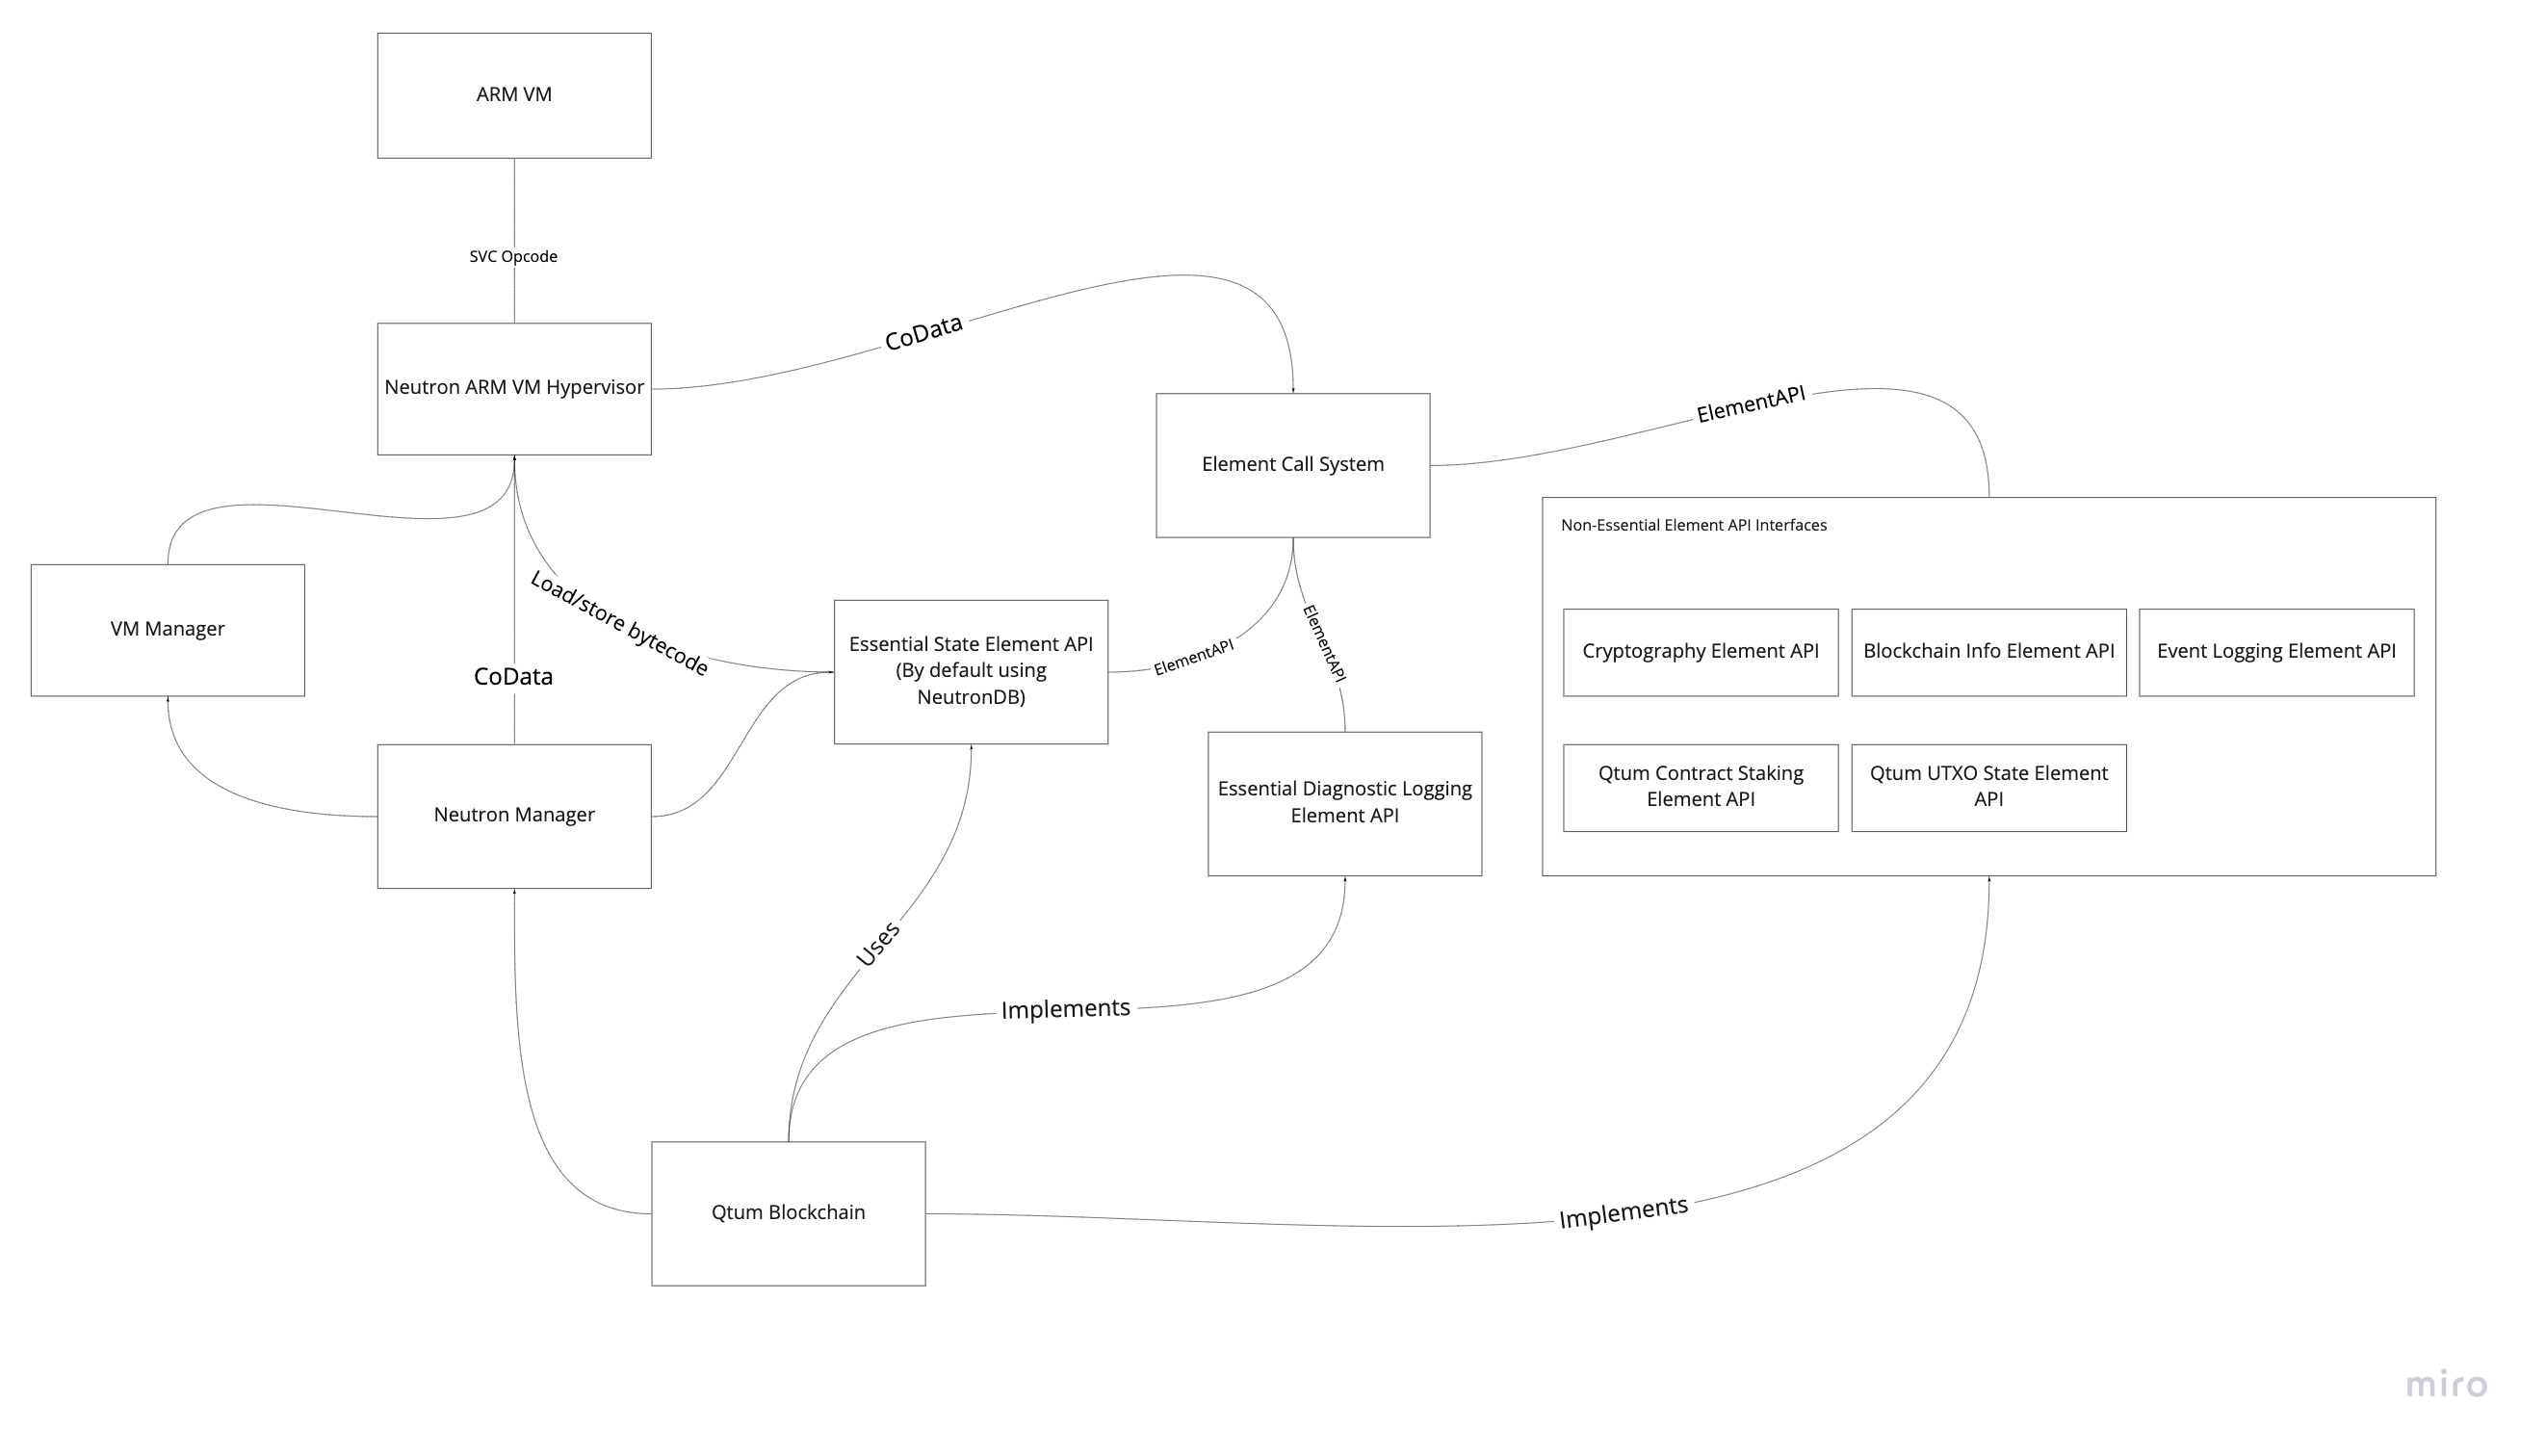 ARM VM
SVC Opcode
CoData
Neutron ARM VM Hypervisor
ElementAPI
Element Call System
Non-Essential Element API Interfaces
Load/store bytecode
VM Manager
Essential State Element API
(By default using
NeutronDB)
ElementAPI
ElementAPI
Cryptography Element API
Blockchain Info Element API
Event Logging Element API
CoData
Neutron Manager
Essential Diagnostic Logging
Element API
Qtum Contract Staking
Element API
Qtum UTXO State Element
API
Uses
Implements
Qtum Blockchain
Implements
miro